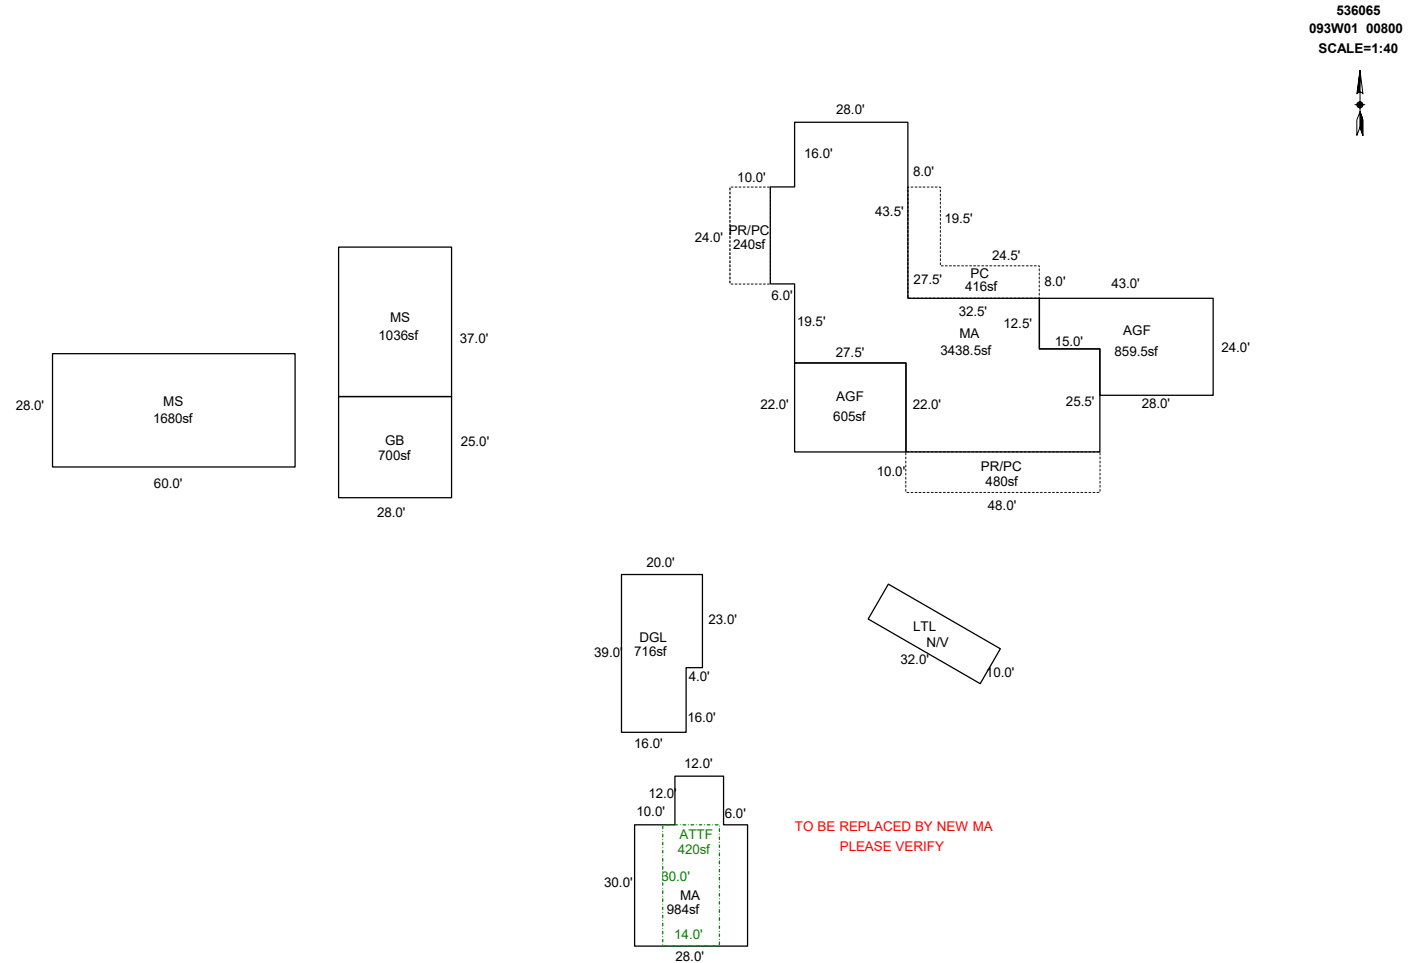 536065
093W01 00800
SCALE=1:40
28.0'
16.0'
10.0'
8.0'
43.5'
19.5'
24.0'
PR/PC
240sf
24.5'
PC
416sf
27.5'
8.0'
43.0'
6.0'
32.5'
12.5'
19.5'
MA
3438.5sf
15.0'
AGF
859.5sf
24.0'
27.5'
AGF
605sf
22.0'
22.0'
25.5'
28.0'
10.0'
PR/PC
480sf
48.0'
MS
1036sf
37.0'
28.0'
MS
1680sf
60.0'
GB
700sf
25.0'
28.0'
20.0'
23.0'
39.0'
DGL
716sf
4.0'
16.0'
16.0'
LTL
N/V
32.0'
10.0'
12.0'
12.0'
10.0'
6.0'
ATTF
420sf
30.0'
30.0'
MA
984sf
14.0'
28.0'
TO BE REPLACED BY NEW MA
PLEASE VERIFY